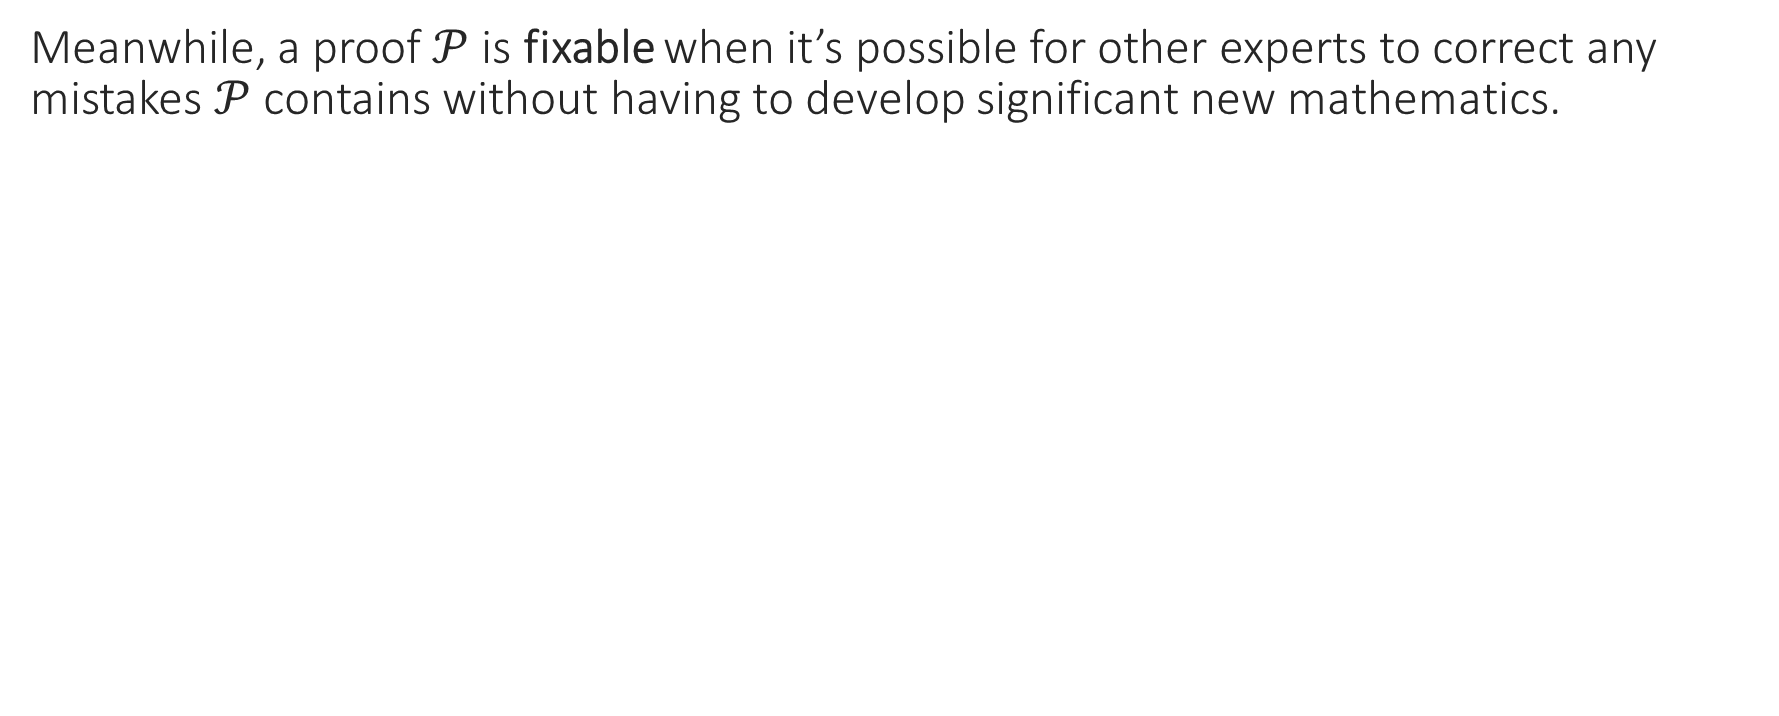 Meanwhile, a proof 𝒫 is fixable when it’s possible for other experts to correct any
mistakes 𝒫 contains without having to develop significant new mathematics.